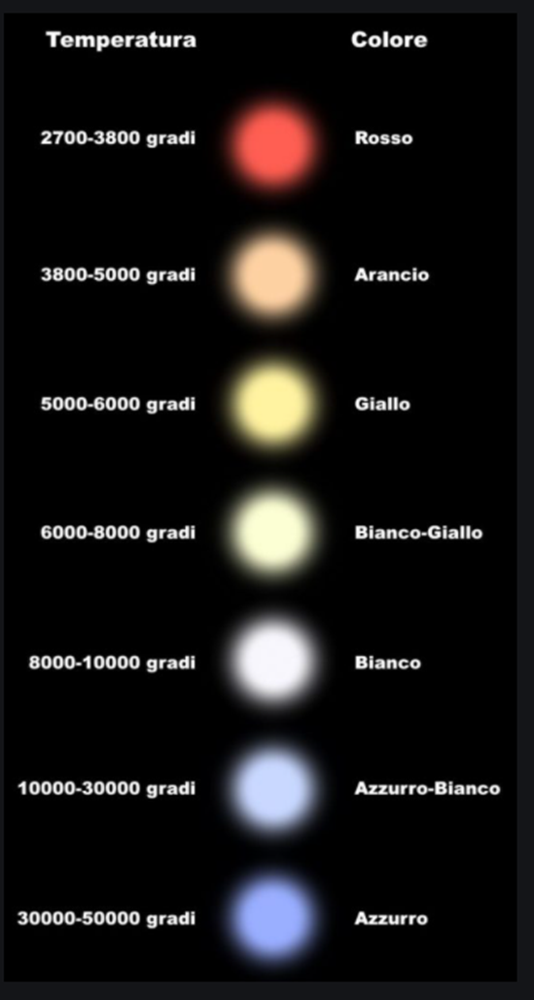 Temperatura Colore
2700-3800 gradi Rosso
3800-5000 gradi Arancio
5000-6000 gradi Giallo
6000-8000 gradi Bianco-Giallo
8000-10000 gradi Bianco
10000-30000 gradi Azzurro-Bianco
30000-50000 gradi Azzurro